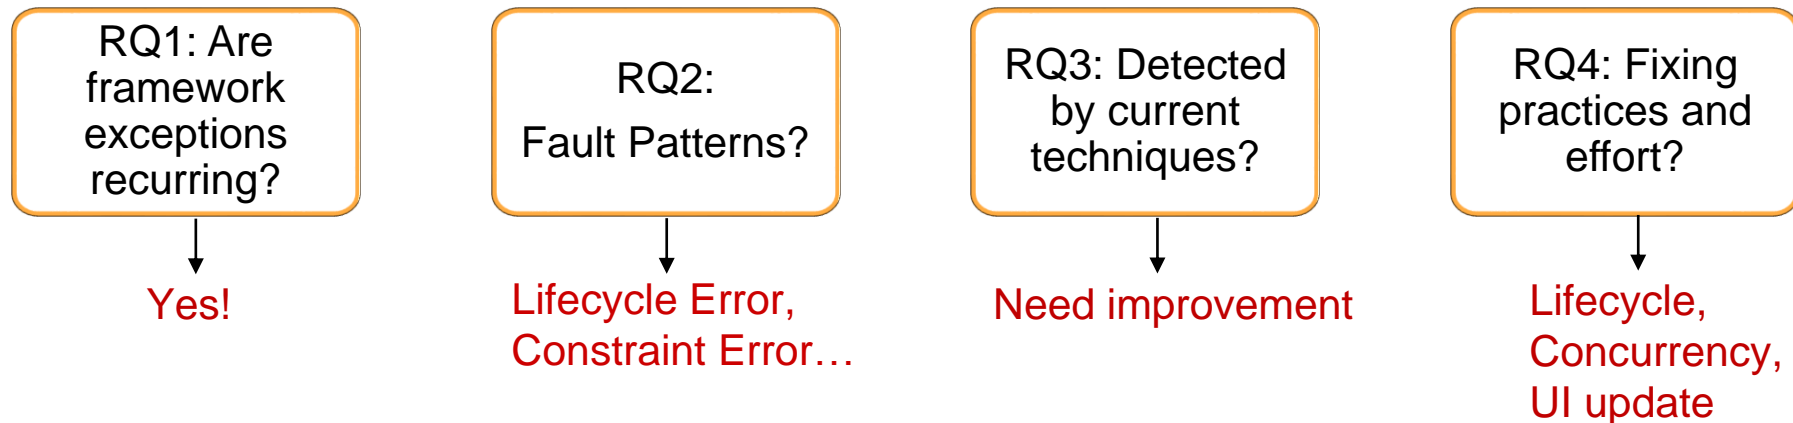 RQ1: Are
framework
exceptions
recurring?
Yes!
RQ2:
Fault Patterns?
Lifecycle Error,
Constraint Error…
RQ3: Detected
by current
techniques?
Need improvement
RQ4: Fixing
practices and
effort?
Lifecycle,
Concurrency,
UI update